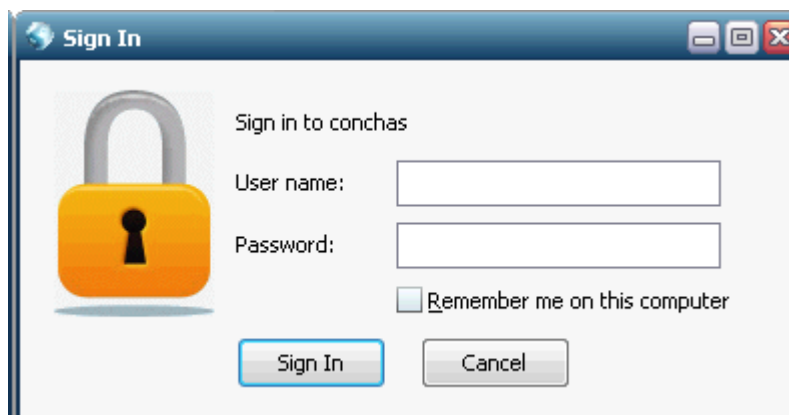 Sign In
Sign in to conchas
User name:
Password:
Remember me on this computer
Sign In
Cancel